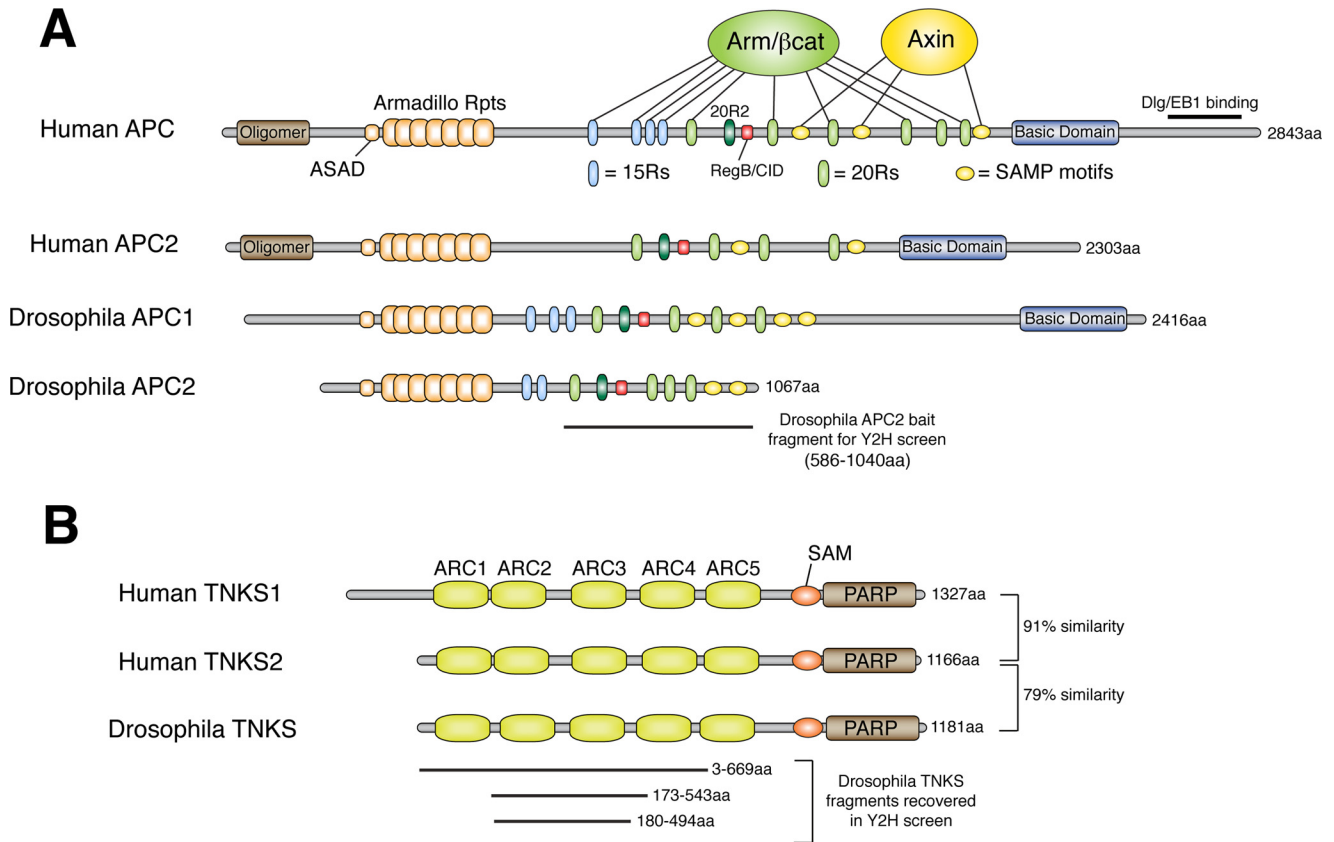 A
Arm/βcat
Axin
Armadillo Rpts
Dlg/EB1 binding
Human APC
Oligomer
20R2
Basic Domain
2843aa
ASAD
= 15Rs
RegB/CID
= 20Rs
= SAMP motifs
Human APC2
Oligomer
Basic Domain
2303aa
Drosophila APC1
Basic Domain
2416aa
Drosophila APC2
1067aa
Drosophila APC2 bait
fragment for Y2H screen
(586-1040aa)
B
SAM
ARC1 ARC2 ARC3 ARC4 ARC5
Human TNKS1
PARP
1327aa
91% similarity
Human TNKS2
PARP
1166aa
79% similarity
Drosophila TNKS
PARP
1181aa
3-669aa
173-543aa
180-494aa
Drosophila TNKS
fragments recovered
in Y2H screen